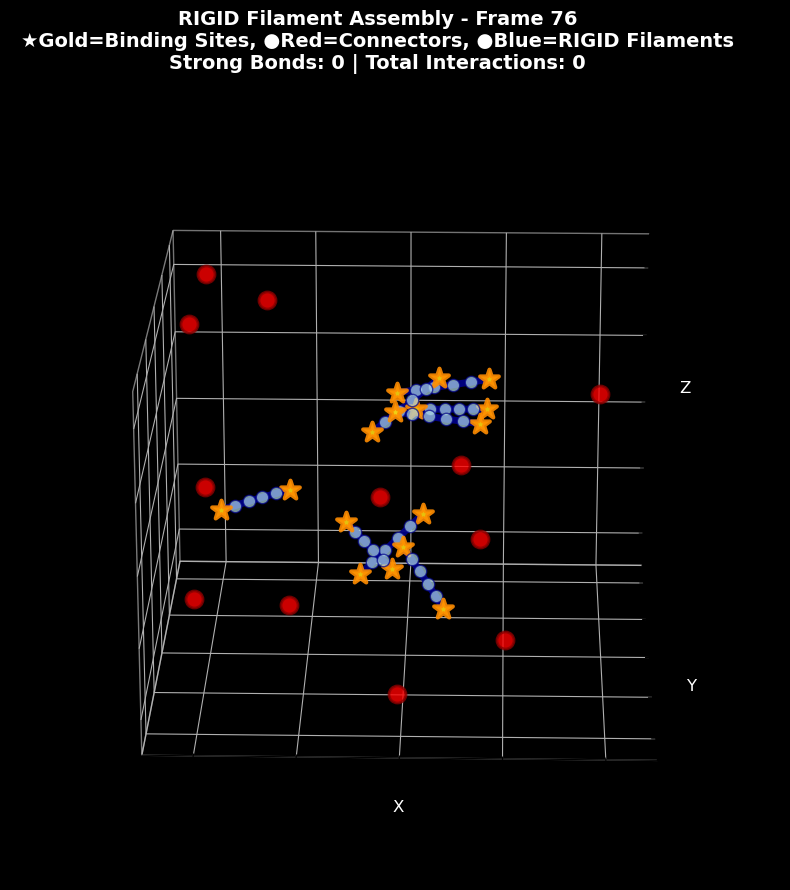 RIGID Filament Assembly - Frame 76
★Gold=Binding Sites, ●Red=Connectors, ●Blue=RIGID Filaments
Strong Bonds: 0 | Total Interactions: 0
Z
Y
X